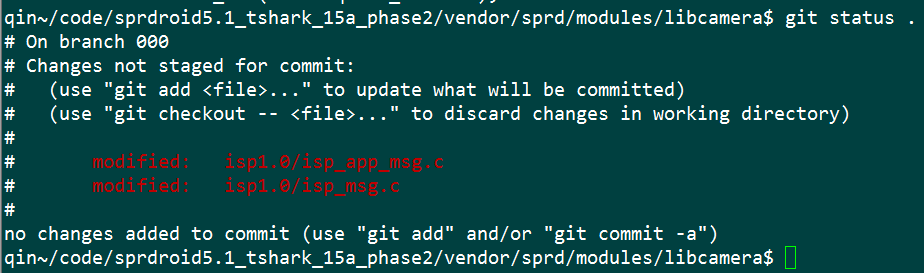 qin~/code/sprdroid5.1_tshark_15a_phase2/vendor/sprd/modules/libcamera$ git status .
# On branch 000
# Changes not staged for commit:
#   (use "git add <file>..." to update what will be committed)
#   (use "git checkout -- <file>..." to discard changes in working directory)
#
#       modified:   isp1.0/isp_app_msg.c
#       modified:   isp1.0/isp_msg.c
#
no changes added to commit (use "git add" and/or "git commit -a")
qin~/code/sprdroid5.1_tshark_15a_phase2/vendor/sprd/modules/libcamera$